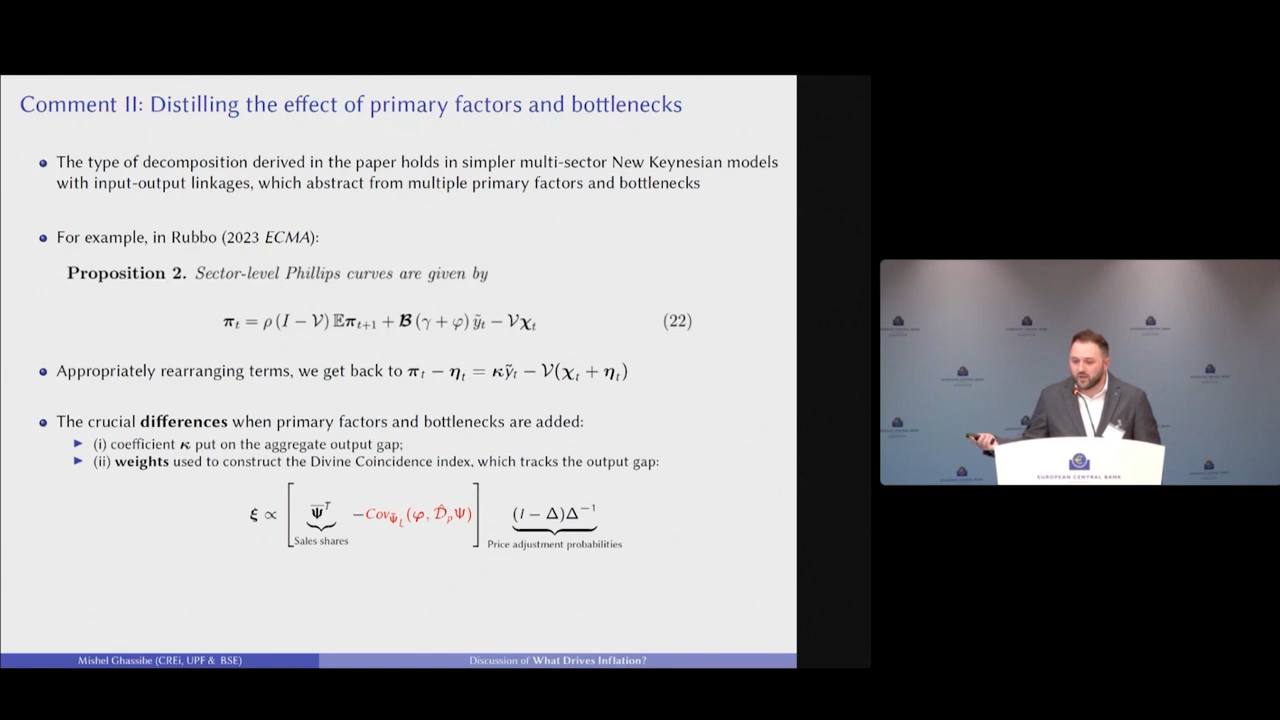 Comment II: Distilling the effect of primary factors and bottlenecks
The type of decomposition derived in the paper holds in simpler multi-sector New Keynesian models
with input-output linkages, which abstract from multiple primary factors and bottlenecks
For example, in Rubbo (2023 ECMA):
Proposition 2. Sector-level Phillips curves are given by
π_t = ρ (I − 𝒱) 𝔼π_{t+1} + 𝓑 (γ + φ) ỹ_t − 𝒱χ_t (22)
Appropriately rearranging terms, we get back to π_t − η_t = κỹ_t − 𝒱(χ_t + η_t)
The crucial differences when primary factors and bottlenecks are added:
(i) coefficient κ put on the aggregate output gap;
(ii) weights used to construct the Divine Coincidence index, which tracks the output gap:
ξ ∝ [ Ψ̅^T −Cov_{Ψ̅_L}(φ, D̂_pΨ) ] (I − Δ)Δ^{−1}
Sales shares
Price adjustment probabilities
Mishel Ghassibe (CREi, UPF & BSE)
Discussion of What Drives Inflation?
EUROPEAN CENTRAL BANK